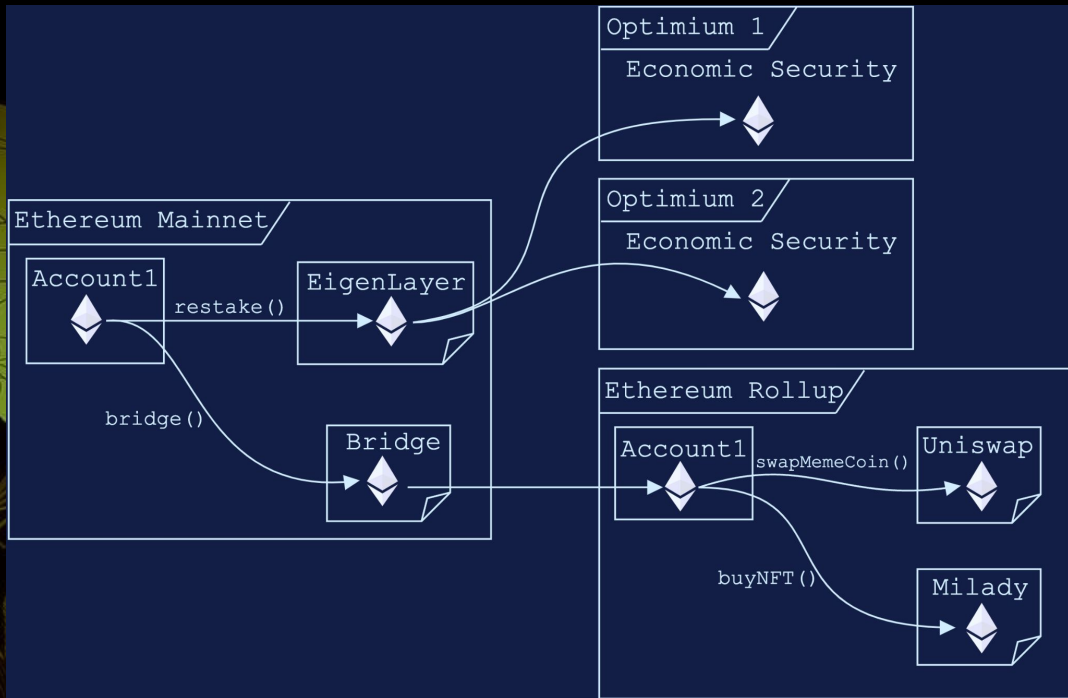 Optimium 1
Economic Security
Optimium 2
Economic Security
Ethereum Mainnet
Account1
restake()
EigenLayer
bridge()
Bridge
Ethereum Rollup
Account1
swapMemeCoin()
Uniswap
buyNFT()
Milady